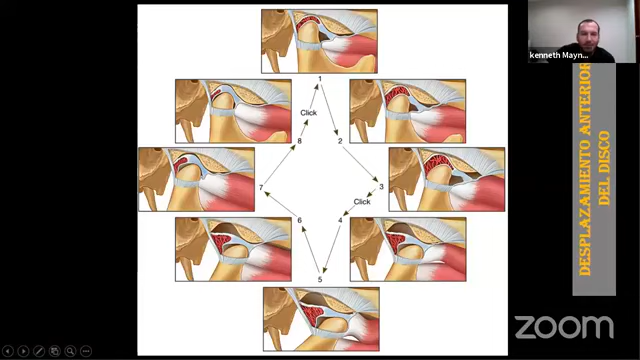 kenneth Mayn...
1
Click
8
2
7
3
Click
6
4
5
DESPLAZAMIENTO ANTERIOR
DEL DISCO
ZOOM